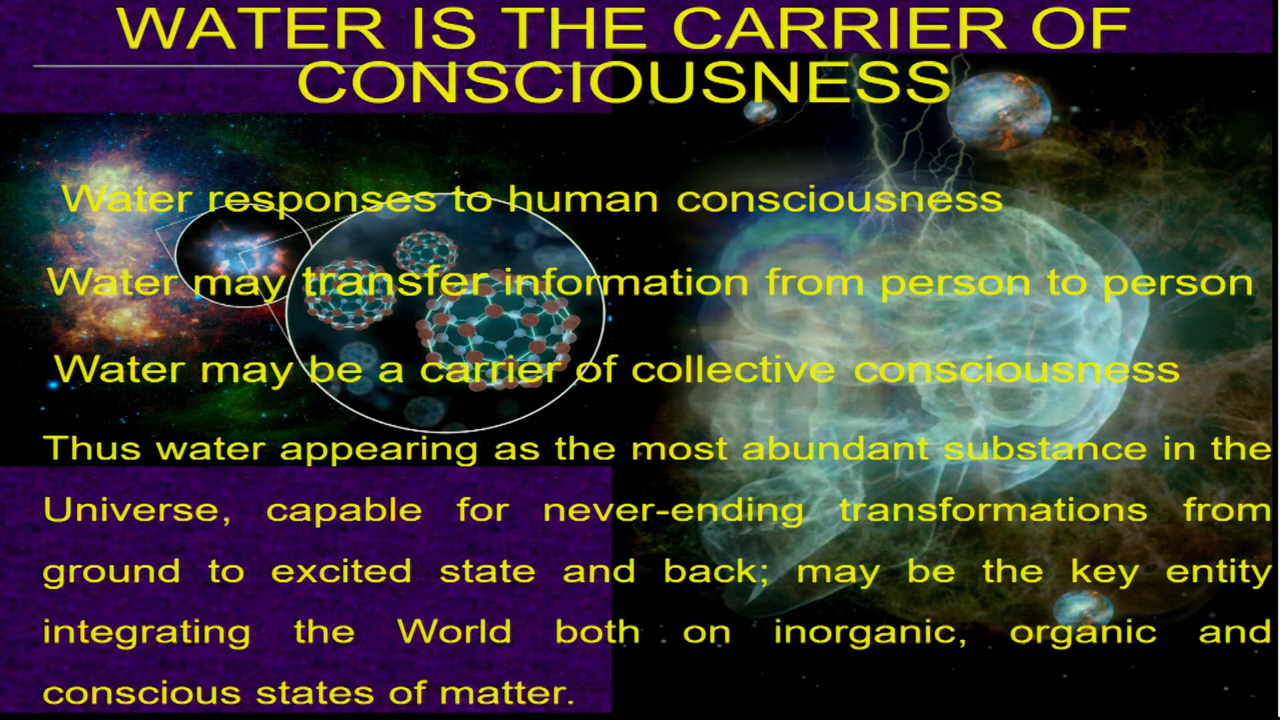 WATER IS THE CARRIER OF
CONSCIOUSNESS
Water responses to human consciousness
Water may transfer information from person to person
Water may be a carrier of collective consciousness
Thus water appearing as the most abundant substance in the
Universe, capable for never-ending transformations from
ground to excited state and back; may be the key entity
integrating the World both on inorganic, organic and
conscious states of matter.